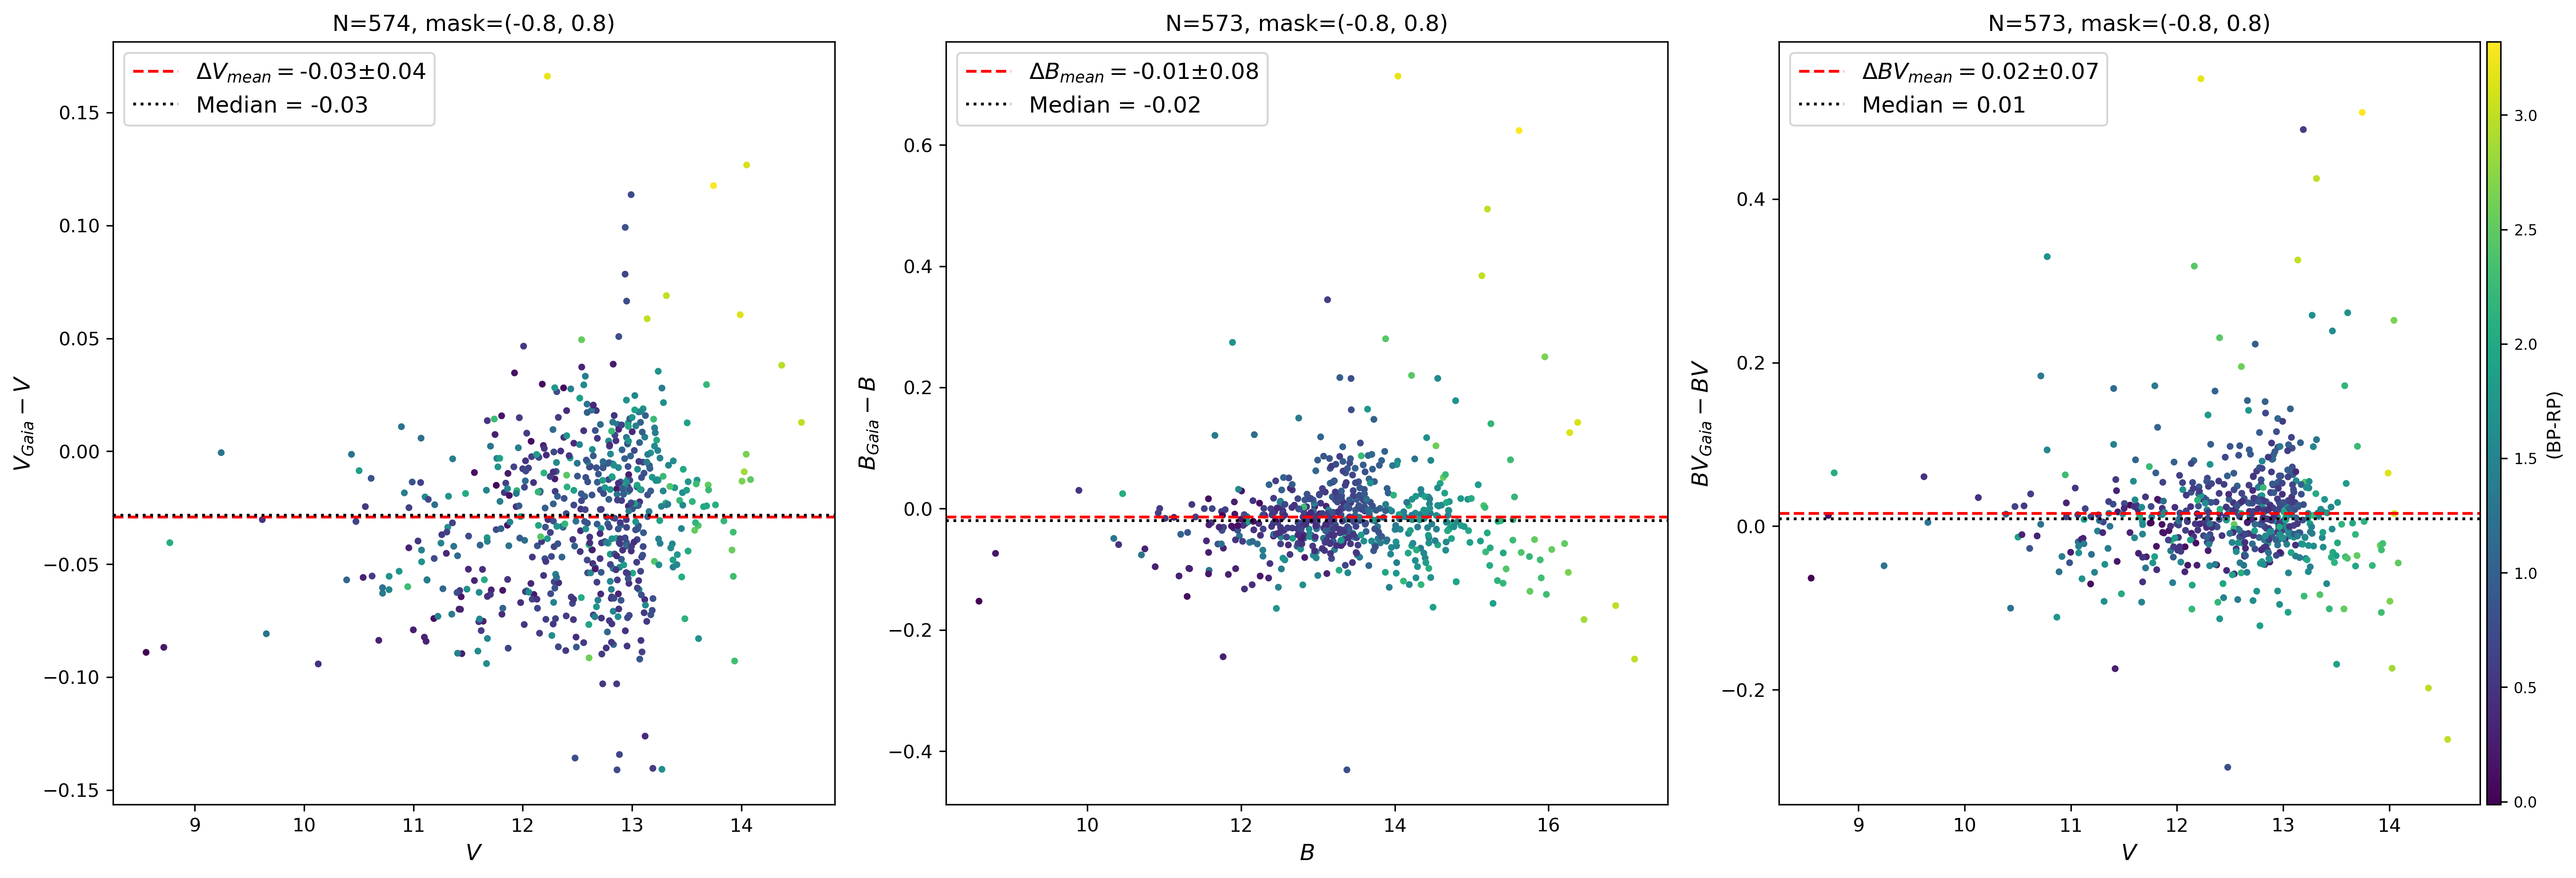 N=574, mask=(-0.8, 0.8)
ΔV_mean = -0.03±0.04
Median = -0.03
0.15
0.10
0.05
0.00
−0.05
−0.10
−0.15
V_Gaia − V
9 10 11 12 13 14
V
N=573, mask=(-0.8, 0.8)
ΔB_mean = -0.01±0.08
Median = -0.02
0.6
0.4
0.2
0.0
−0.2
−0.4
B_Gaia − B
10 12 14 16
B
N=573, mask=(-0.8, 0.8)
ΔBV_mean = 0.02±0.07
Median = 0.01
0.4
0.2
0.0
−0.2
BV_Gaia − BV
9 10 11 12 13 14
V
3.0
2.5
2.0
1.5
1.0
0.5
0.0
(BP-RP)